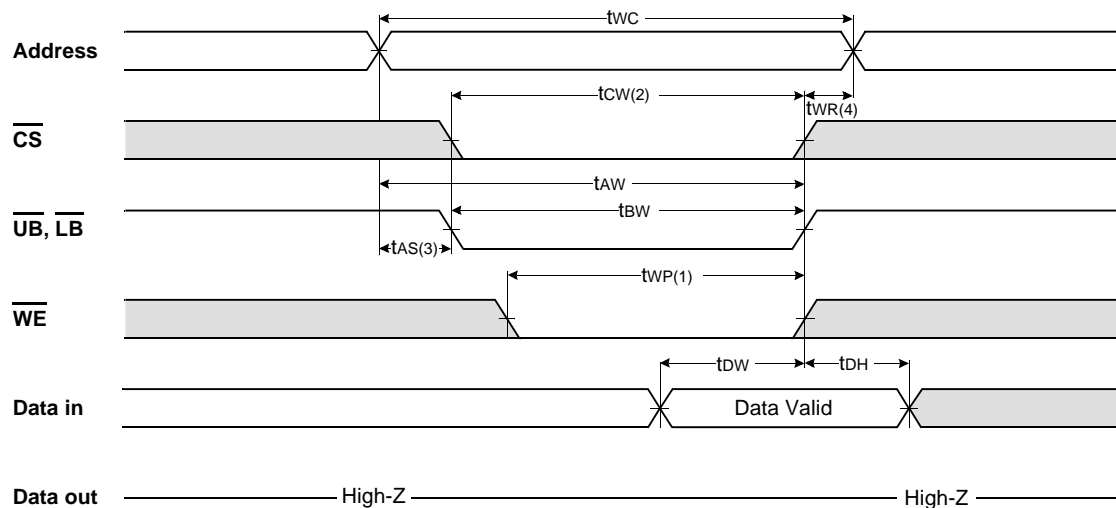 tWC
Address
tCW(2)
tWR(4)
CS
tAW
tBW
UB, LB
tAS(3)
tWP(1)
WE
tDW
tDH
Data in
Data Valid
Data out
High-Z
High-Z